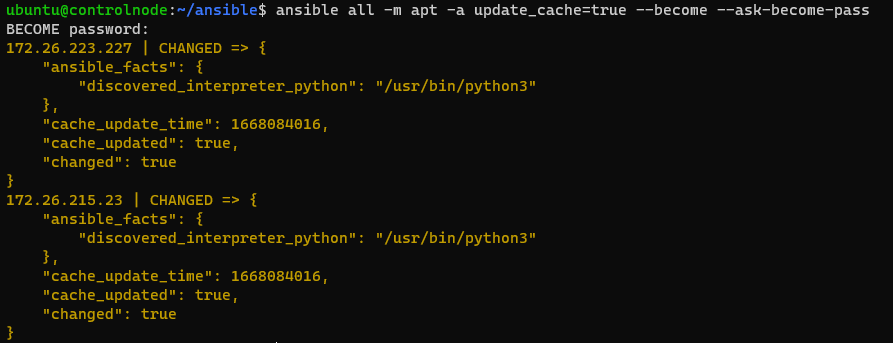 ubuntu@controlnode:~/ansible$ ansible all -m apt -a update_cache=true --become --ask-become-pass
BECOME password:
172.26.223.227 | CHANGED => {
    "ansible_facts": {
        "discovered_interpreter_python": "/usr/bin/python3"
    },
    "cache_update_time": 1668084016,
    "cache_updated": true,
    "changed": true
}
172.26.215.23 | CHANGED => {
    "ansible_facts": {
        "discovered_interpreter_python": "/usr/bin/python3"
    },
    "cache_update_time": 1668084016,
    "cache_updated": true,
    "changed": true
}